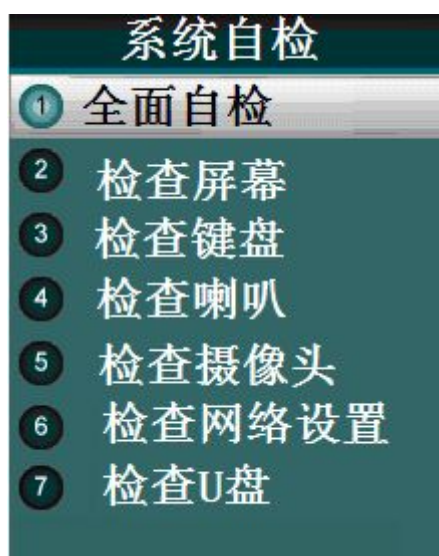 系统自检
1 全面自检
2 检查屏幕
3 检查键盘
4 检查喇叭
5 检查摄像头
6 检查网络设置
7 检查U盘